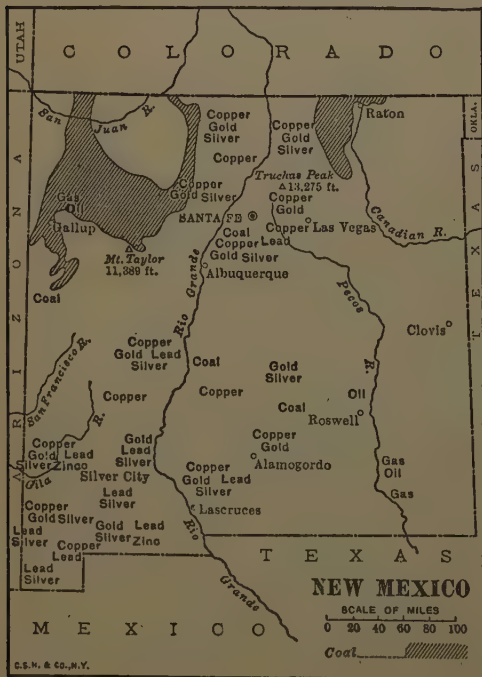 UTAH
COLORADO
OKLA.
San Juan R.
Raton
Copper
Gold
Silver
Copper
Gold
Silver
Copper
Truchas Peak
13,275 ft.
Copper
Gold Silver
Copper
Gold
Gas
Oil
Gallup
SANTA FE
Copper Las Vegas
Canadian R.
Coal
Copper Lead
Gold Silver
Mt. Taylor
11,389 ft.
Albuquerque
ARIZONA
TEXAS
Coal
Rio Grande
Pecos R.
Clovis
San Francisco R.
Copper
Gold Lead
Silver
Coal
Gold
Silver
Copper
Copper
Oil
Coal
Roswell
R.
Copper
Gold Lead
Silver Zinc
Gila
Gold
Lead
Silver
Copper
Gold
Alamogordo
Silver City
Copper
Gold Lead
Silver
Gas
Oil
Gas
Lead
Silver
Copper
Gold Silver
Lead
Silver
Gold Lead
Silver Zinc
Lascruces
Copper
Lead
Lead
Silver
Rio Grande
TEXAS
MEXICO
NEW MEXICO
SCALE OF MILES
0 20 40 60 80 100
Coal
C.S.H. & CO., N.Y.